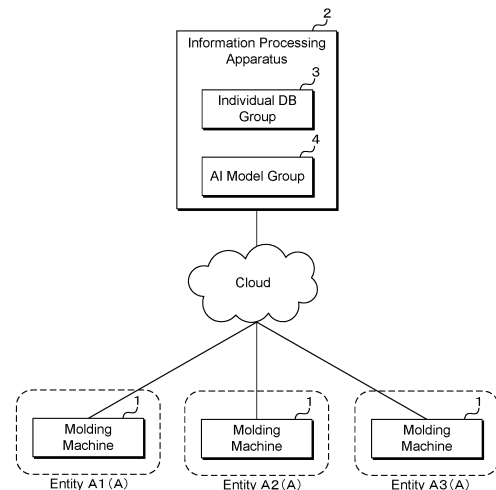 2
Information Processing
Apparatus
3
Individual DB
Group
4
AI Model Group
Cloud
1
Molding
Machine
1
Molding
Machine
1
Molding
Machine
Entity A1(A)
Entity A2(A)
Entity A3(A)